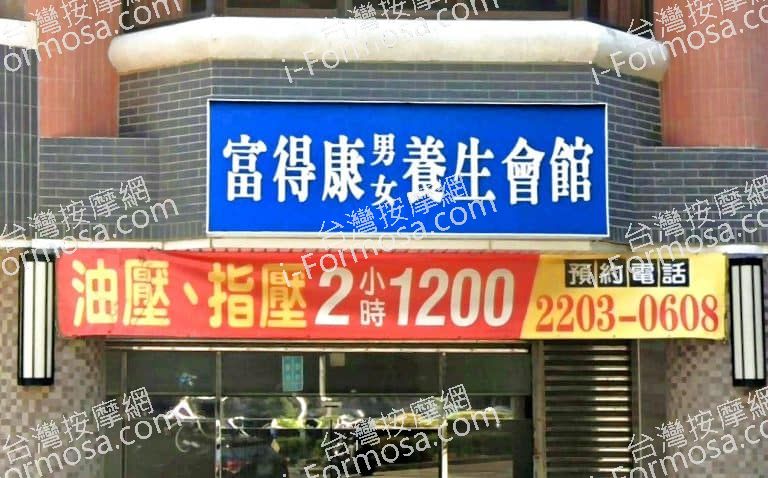 富得康男女養生會館
油壓、指壓2小時1200
預約電話
2203-0608
台灣按摩網
i-Formosa.com